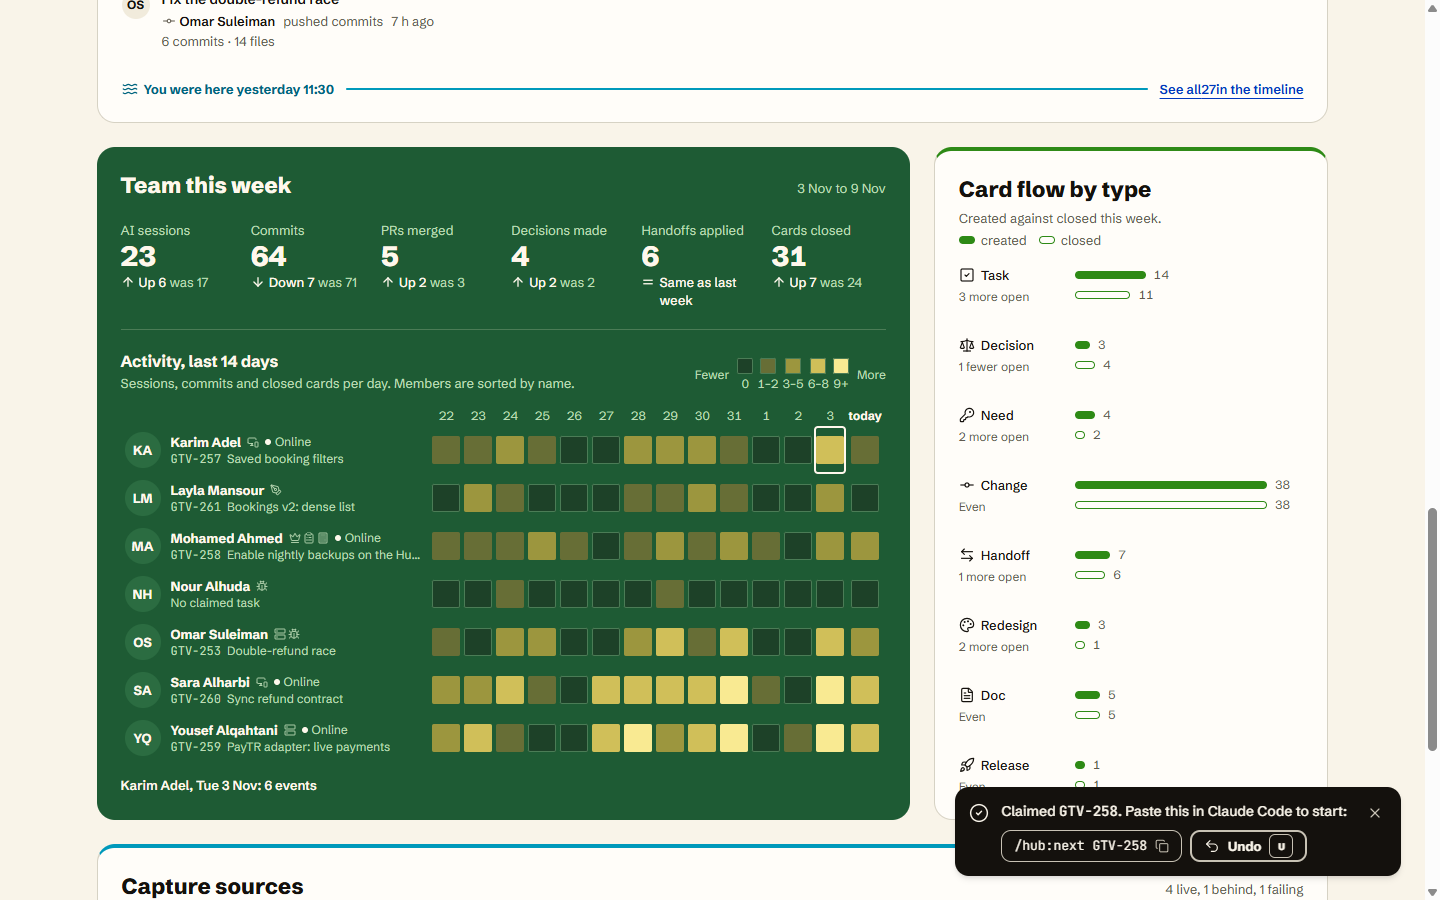 OS
Fix the double-refund race
Omar Suleiman pushed commits 7 h ago
6 commits · 14 files
You were here yesterday 11:30
See all27in the timeline
Team this week
3 Nov to 9 Nov
AI sessions
23
Up 6 was 17
Commits
64
Down 7 was 71
PRs merged
5
Up 2 was 3
Decisions made
4
Up 2 was 2
Handoffs applied
6
= Same as last
week
Cards closed
31
Up 7 was 24
Activity, last 14 days
Sessions, commits and closed cards per day. Members are sorted by name.
Fewer 0 1–2 3–5 6–8 9+ More
22 23 24 25 26 27 28 29 30 31 1 2 3 today
KA
Karim Adel Online
GTV-257 Saved booking filters
LM
Layla Mansour
GTV-261 Bookings v2: dense list
MA
Mohamed Ahmed Online
GTV-258 Enable nightly backups on the Hu…
NH
Nour Alhuda
No claimed task
OS
Omar Suleiman
GTV-253 Double-refund race
SA
Sara Alharbi Online
GTV-260 Sync refund contract
YQ
Yousef Alqahtani Online
GTV-259 PayTR adapter: live payments
Karim Adel, Tue 3 Nov: 6 events
Card flow by type
Created against closed this week.
created closed
Task 14
3 more open 11
Decision 3
1 fewer open 4
Need 4
2 more open 2
Change 38
Even 38
Handoff 7
1 more open 6
Redesign 3
2 more open 1
Doc 5
Even 5
Release 1
Even 1
Claimed GTV-258. Paste this in Claude Code to start:
/hub:next GTV-258
Undo u
Capture sources
4 live, 1 behind, 1 failing